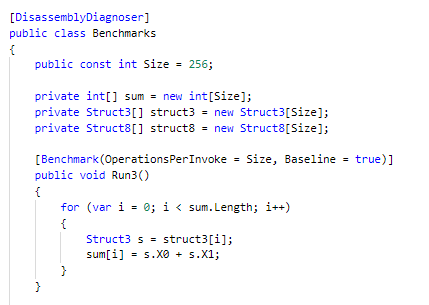 [DisassemblyDiagnoser]
public class Benchmarks
{
    public const int Size = 256;

    private int[] sum = new int[Size];
    private Struct3[] struct3 = new Struct3[Size];
    private Struct8[] struct8 = new Struct8[Size];

    [Benchmark(OperationsPerInvoke = Size, Baseline = true)]
    public void Run3()
    {
        for (var i = 0; i < sum.Length; i++)
        {
            Struct3 s = struct3[i];
            sum[i] = s.X0 + s.X1;
        }
    }